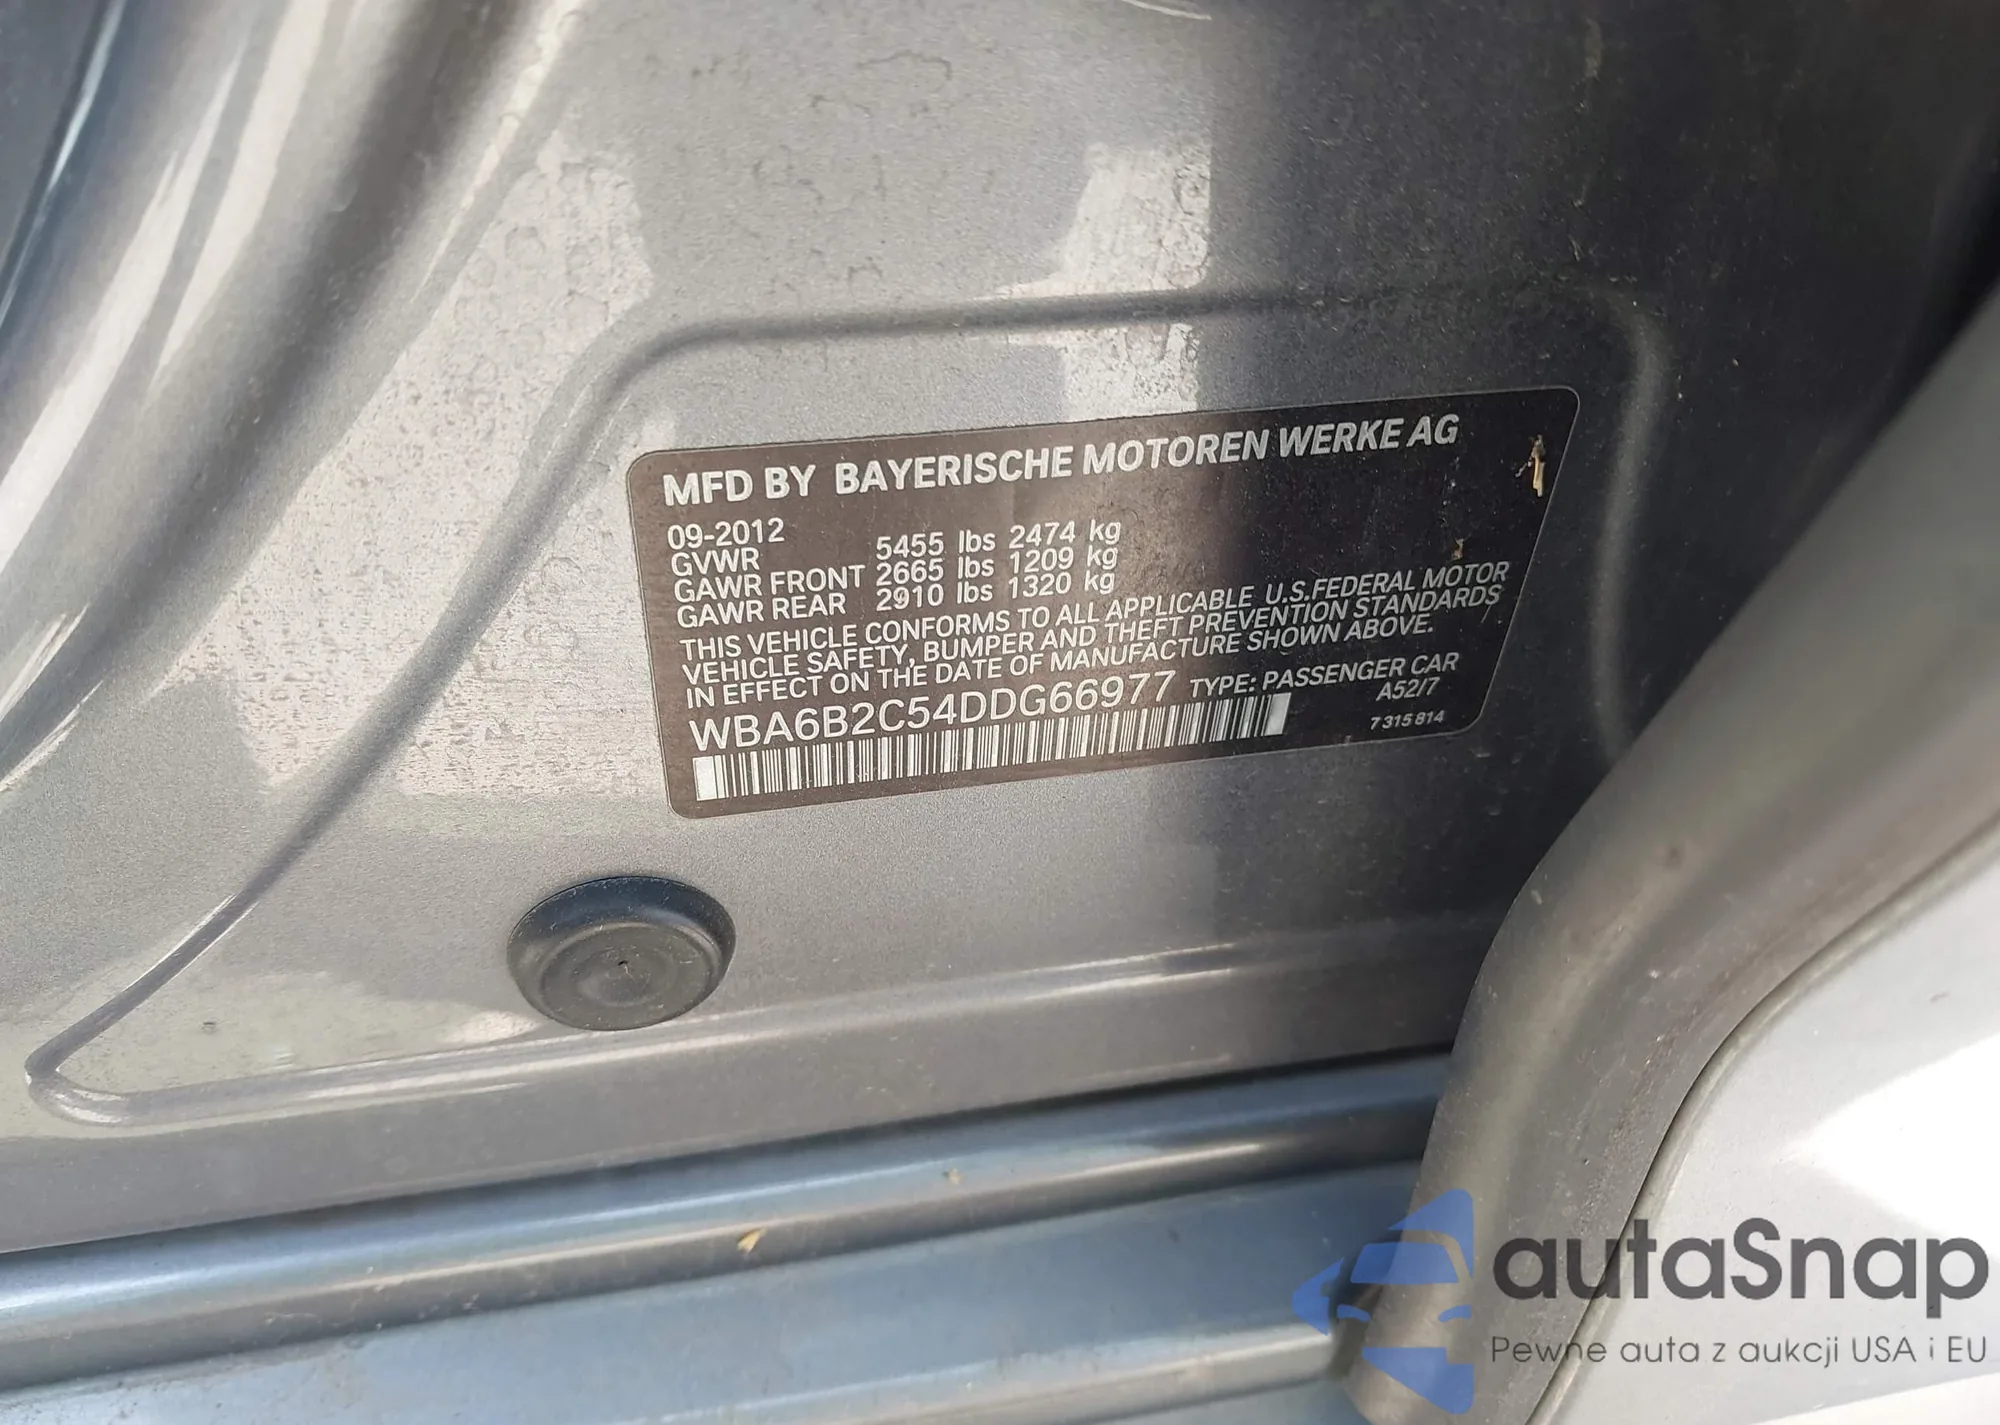 MFD BY BAYERISCHE MOTOREN WERKE AG
09-2012
GVWR 5455 lbs 2474 kg
GAWR FRONT 2665 lbs 1209 kg
GAWR REAR 2910 lbs 1320 kg
THIS VEHICLE CONFORMS TO ALL APPLICABLE U.S.FEDERAL MOTOR
VEHICLE SAFETY, BUMPER AND THEFT PREVENTION STANDARDS
IN EFFECT ON THE DATE OF MANUFACTURE SHOWN ABOVE.
WBA6B2C54DDG66977 TYPE: PASSENGER CAR
A52/7
7 315 814
autaSnap
Pewne auta z aukcji USA i EU